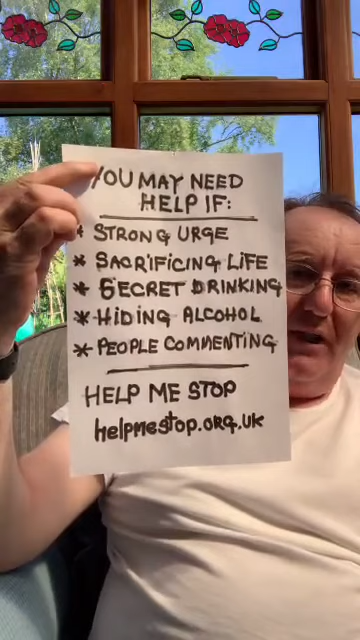 YOU MAY NEED
HELP IF:
* STRONG URGE
* SACRIFICING LIFE
* SECRET DRINKING
* HIDING ALCOHOL
* PEOPLE COMMENTING
HELP ME STOP
helpmestop.org.uk